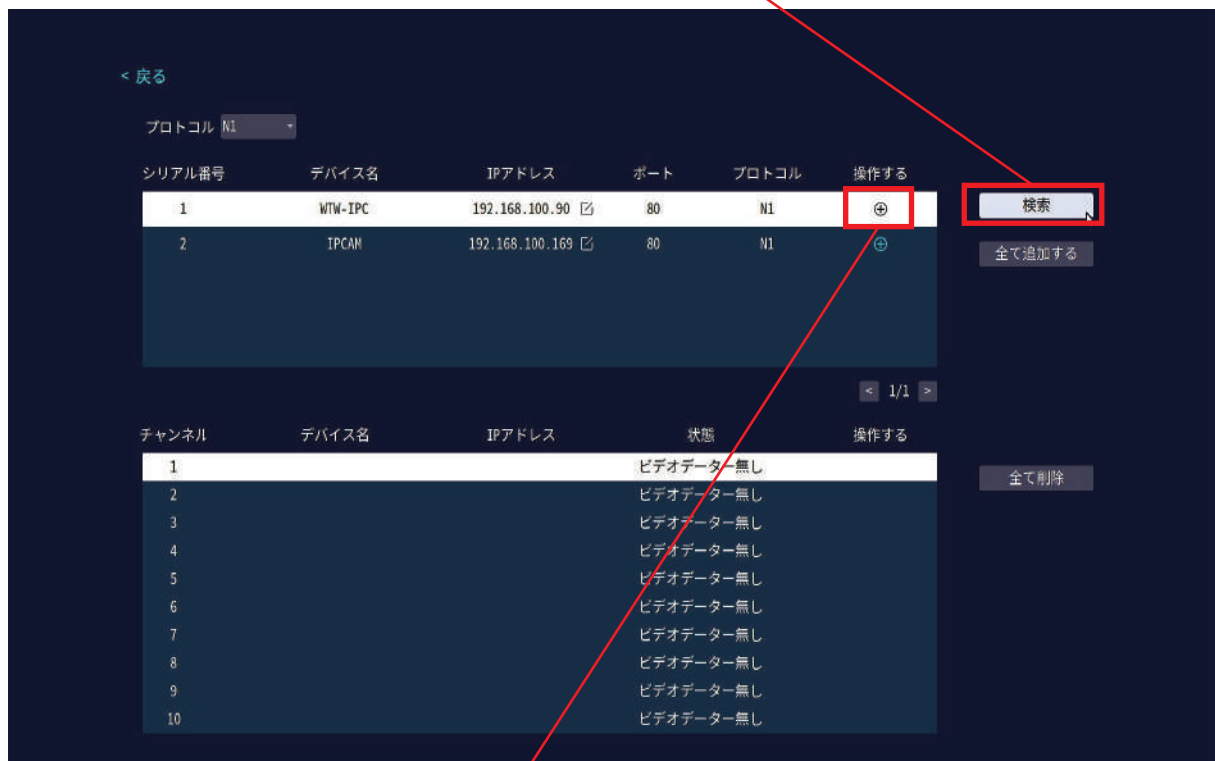 < 戻る
プロトコル N1
シリアル番号 デバイス名 IPアドレス ポート プロトコル 操作する
1 WTW-IPC 192.168.100.90 80 N1 検索
2 IPCAM 192.168.100.169 80 N1 全て追加する
< 1/1 >
チャンネル デバイス名 IPアドレス 状態 操作する
1 ビデオデーター無し 全て削除
2 ビデオデーター無し
3 ビデオデーター無し
4 ビデオデーター無し
5 ビデオデーター無し
6 ビデオデーター無し
7 ビデオデーター無し
8 ビデオデーター無し
9 ビデオデーター無し
10 ビデオデーター無し